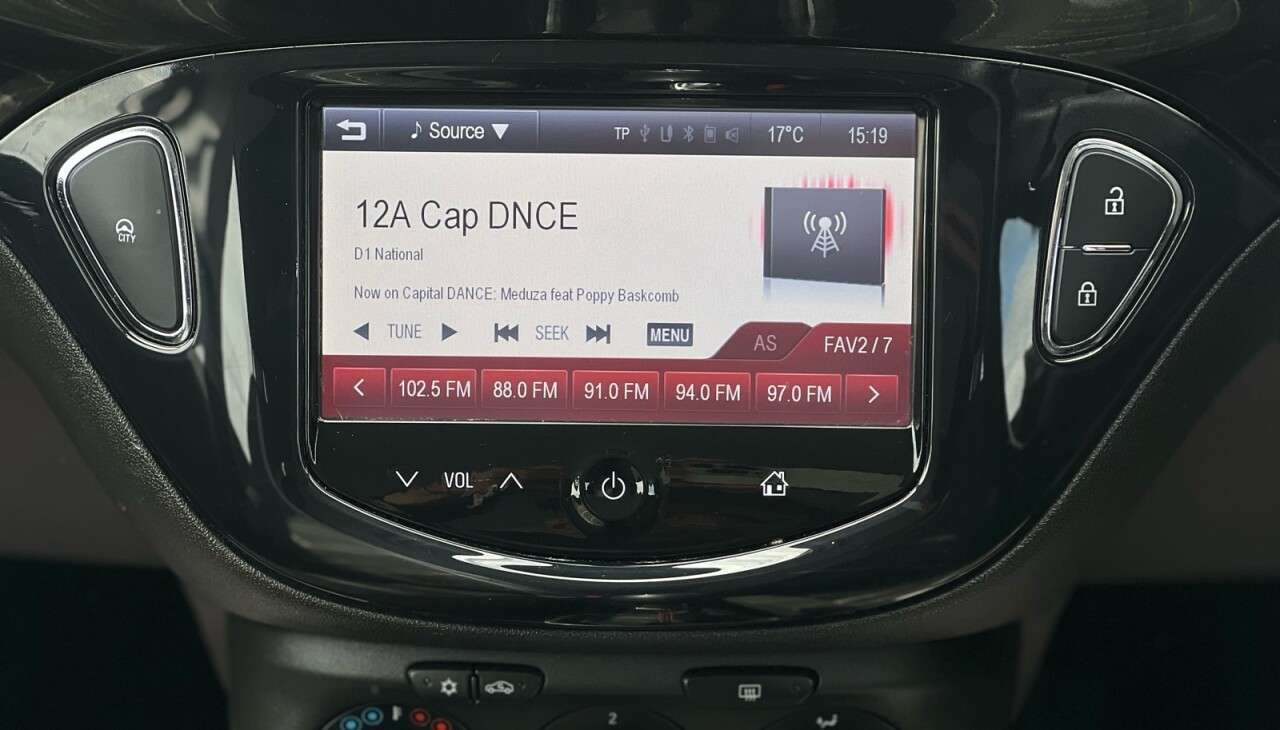 Source
TP 17°C 15:19
12A Cap DNCE
D1 National
Now on Capital DANCE: Meduza feat Poppy Baskcomb
TUNE SEEK MENU AS FAV2 / 7
< 102.5 FM 88.0 FM 91.0 FM 94.0 FM 97.0 FM >
CITY
VOL
2